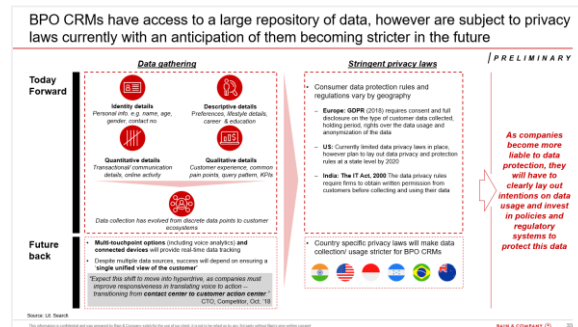 BPO CRMs have access to a large repository of data, however are subject to privacy
laws currently with an anticipation of them becoming stricter in the future
PRELIMINARY
Data gathering
Stringent privacy laws
Today
Forward
Identity details
Personal info. e.g. name, age,
gender, contact no.
Descriptive details
Preferences, lifestyle details,
career & education
Quantitative details
Transactional/ communication
details, online activity
Qualitative details
Customer experience, common
pain points, query pattern, KPIs
Data collection has evolved from discrete data points to customer
ecosystems
• Consumer data protection rules and
regulations vary by geography
– Europe: GDPR (2018) requires consent and full
disclosure on the type of customer data collected,
holding period, rights over the data usage and
anonymization of the data
– US: Currently limited data privacy laws in place,
however plan to lay out data privacy and protection
rules at a state level by 2020
– India: The IT Act, 2000 The data privacy rules
require firms to obtain written permission from
customers before collecting and using their data
As companies
become more
liable to data
protection, they
will have to
clearly lay out
intentions on data
usage and invest
in policies and
regulatory
systems to
protect this data
Future
back
• Multi-touchpoint options (including voice analytics) and
connected devices will provide real-time data tracking
• Despite multiple data sources, success will depend on ensuring a
'single unified view of the customer'
"Expect this shift to move into hyperdrive, as companies must
improve responsiveness in translating voice to action –
transitioning from contact center to customer action center."
CTO, Competitor, Oct. '18
• Country specific privacy laws will make data
collection/ usage stricter for BPO CRMs
Source: Lit. Search
BAIN & COMPANY